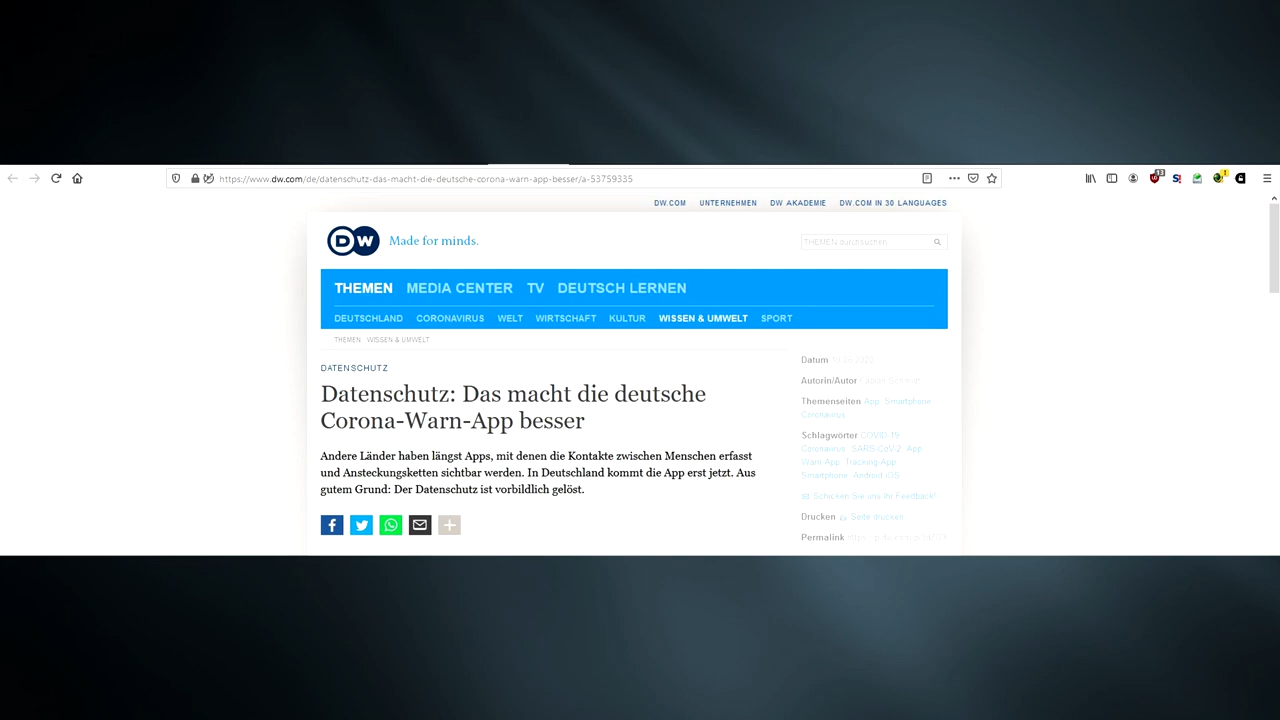 https://www.dw.com/de/datenschutz-das-macht-die-deutsche-corona-warn-app-besser/a-53759335
DW.COM UNTERNEHMEN DW AKADEMIE DW.COM IN 30 LANGUAGES
DW Made for minds.
THEMEN durchsuchen
THEMEN MEDIA CENTER TV DEUTSCH LERNEN
DEUTSCHLAND CORONAVIRUS WELT WIRTSCHAFT KULTUR WISSEN & UMWELT SPORT
THEMEN WISSEN & UMWELT
DATENSCHUTZ
Datenschutz: Das macht die deutsche
Corona-Warn-App besser
Andere Länder haben längst Apps, mit denen die Kontakte zwischen Menschen erfasst
und Ansteckungsketten sichtbar werden. In Deutschland kommt die App erst jetzt. Aus
gutem Grund: Der Datenschutz ist vorbildlich gelöst.
Datum
Autorin/Autor Fabian Schmidt
Themenseiten App, Smartphone,
Coronavirus
Schlagwörter COVID-19,
Coronavirus, SARS-CoV-2, App,
Warn-App, Tracking-App,
Smartphone, Android, iOS
Schicken Sie uns Ihr Feedback!
Drucken Seite drucken
Permalink